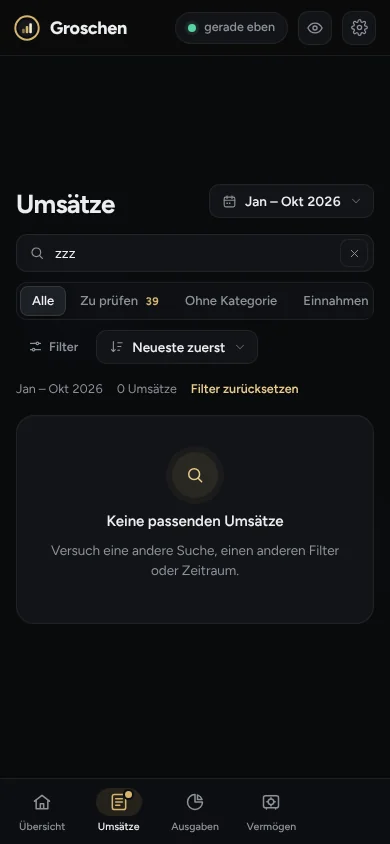 Groschen
gerade eben
Umsätze
Jan – Okt 2026
zzz
Alle Zu prüfen 39 Ohne Kategorie Einnahmen
Filter Neueste zuerst
Jan – Okt 2026 0 Umsätze Filter zurücksetzen
Keine passenden Umsätze
Versuch eine andere Suche, einen anderen Filter
oder Zeitraum.
Übersicht Umsätze Ausgaben Vermögen